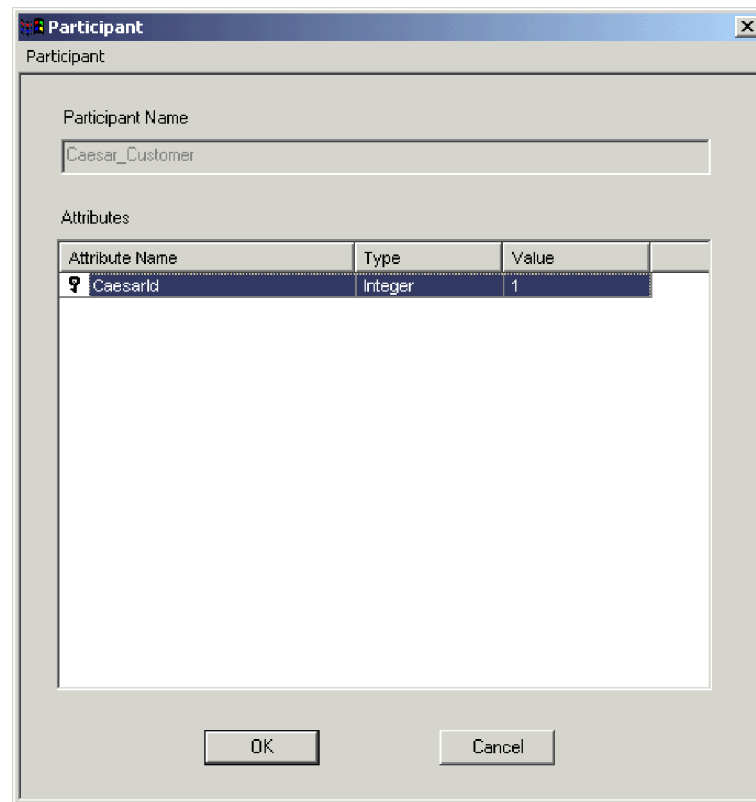 Participant
Participant
Participant Name
Caesar_Customer
Attributes
Attribute Name Type Value
CaesarId Integer 1
OK Cancel